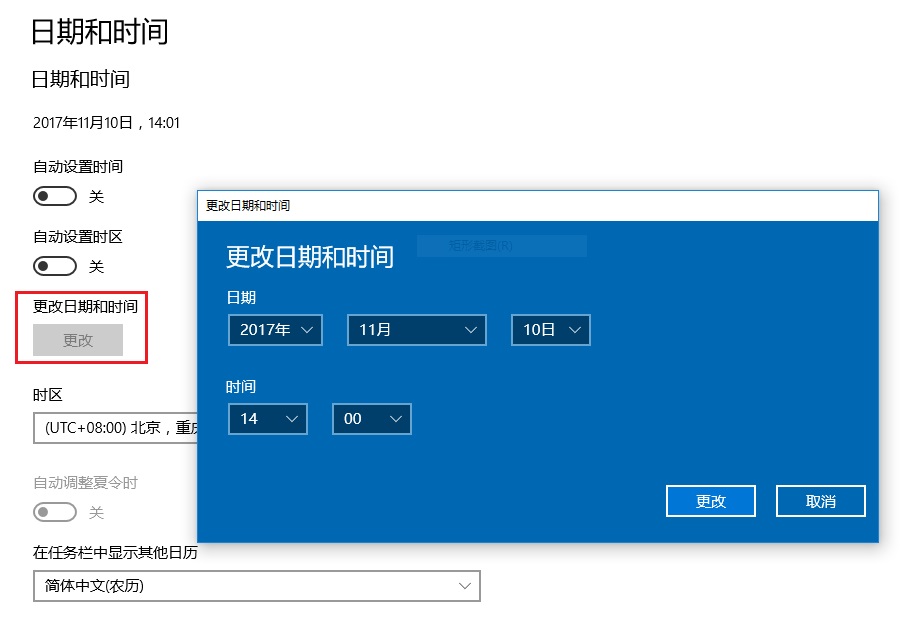 日期和时间
日期和时间
2017年11月10日，14:01
自动设置时间
关
自动设置时区
关
更改日期和时间
更改
时区
(UTC+08:00) 北京，重庆
自动调整夏令时
关
在任务栏中显示其他日历
简体中文(农历)
更改日期和时间
更改日期和时间
矩形截图(R)
日期
2017年 11月 10日
时间
14 00
更改 取消